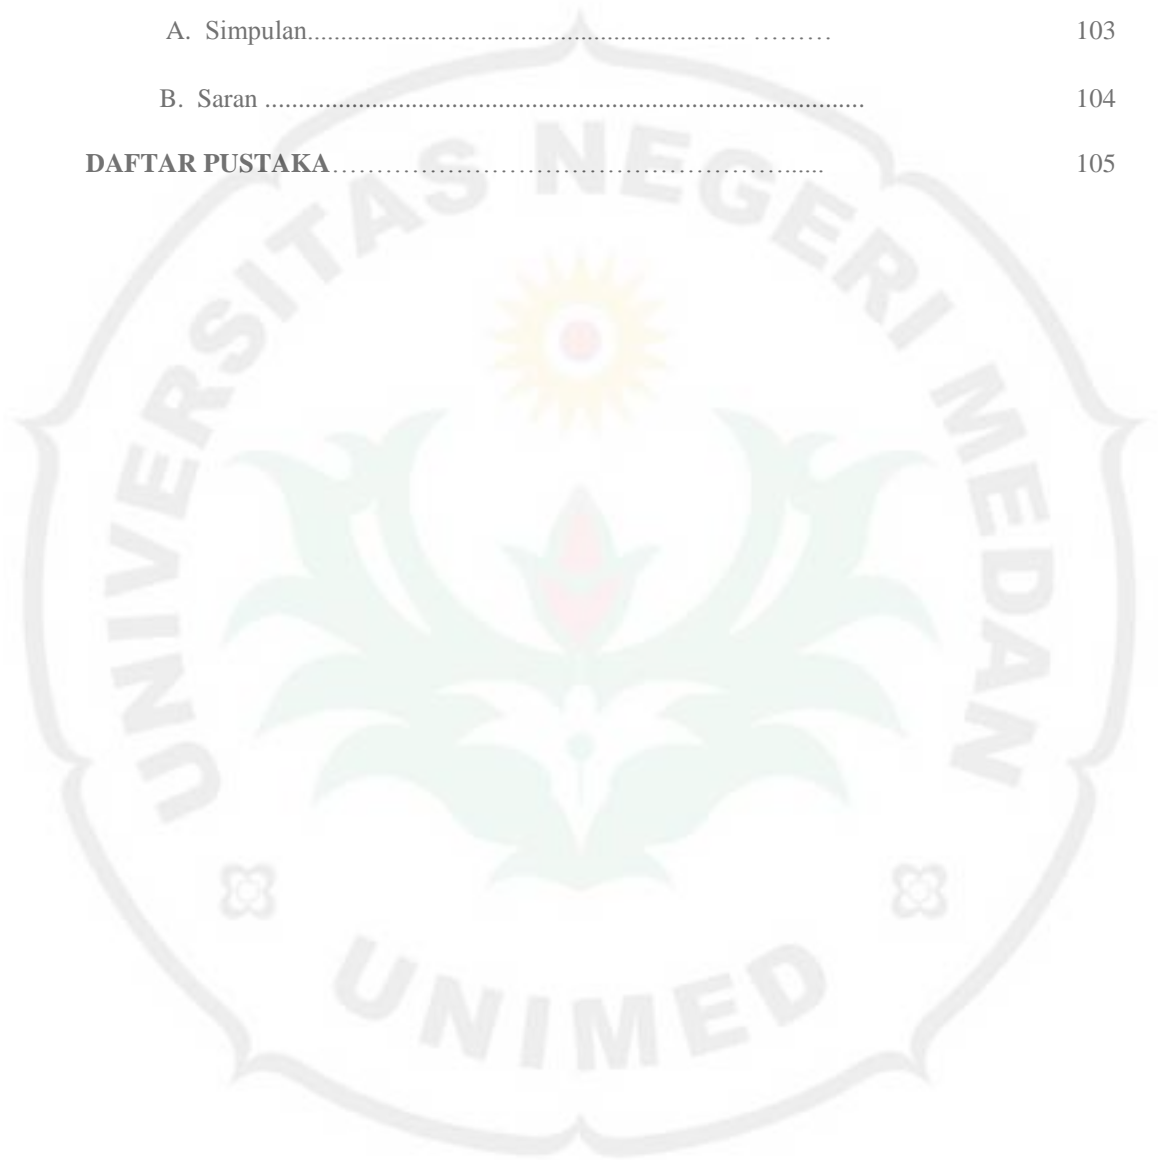 A. Simpulan.................................................................. ……… 103
B. Saran .......................................................................................... 104
DAFTAR PUSTAKA……………………………………………...... 105
UNIVERSITAS NEGERI MEDAN
UNIMED